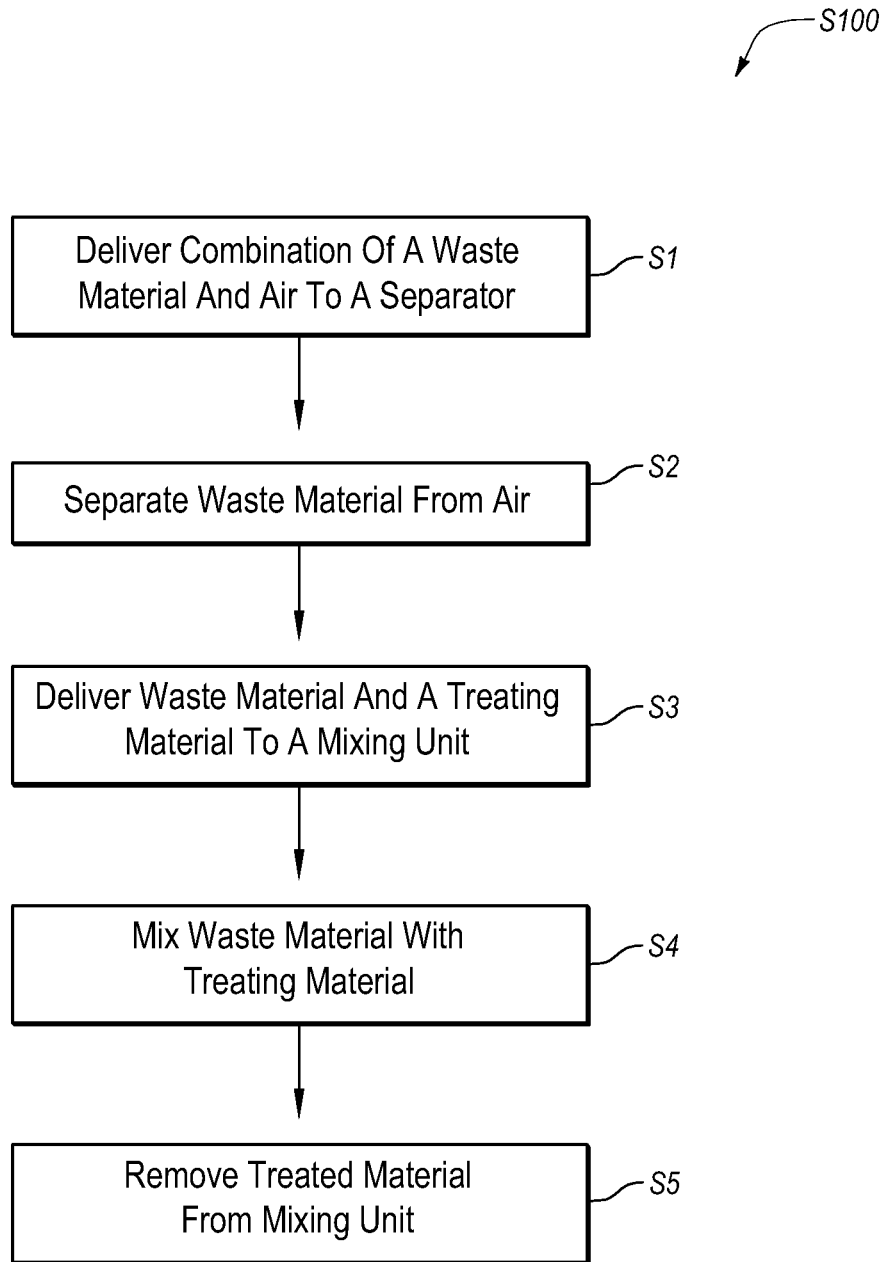 S100
Deliver Combination Of A Waste
Material And Air To A Separator
S1
Separate Waste Material From Air
S2
Deliver Waste Material And A Treating
Material To A Mixing Unit
S3
Mix Waste Material With
Treating Material
S4
Remove Treated Material
From Mixing Unit
S5